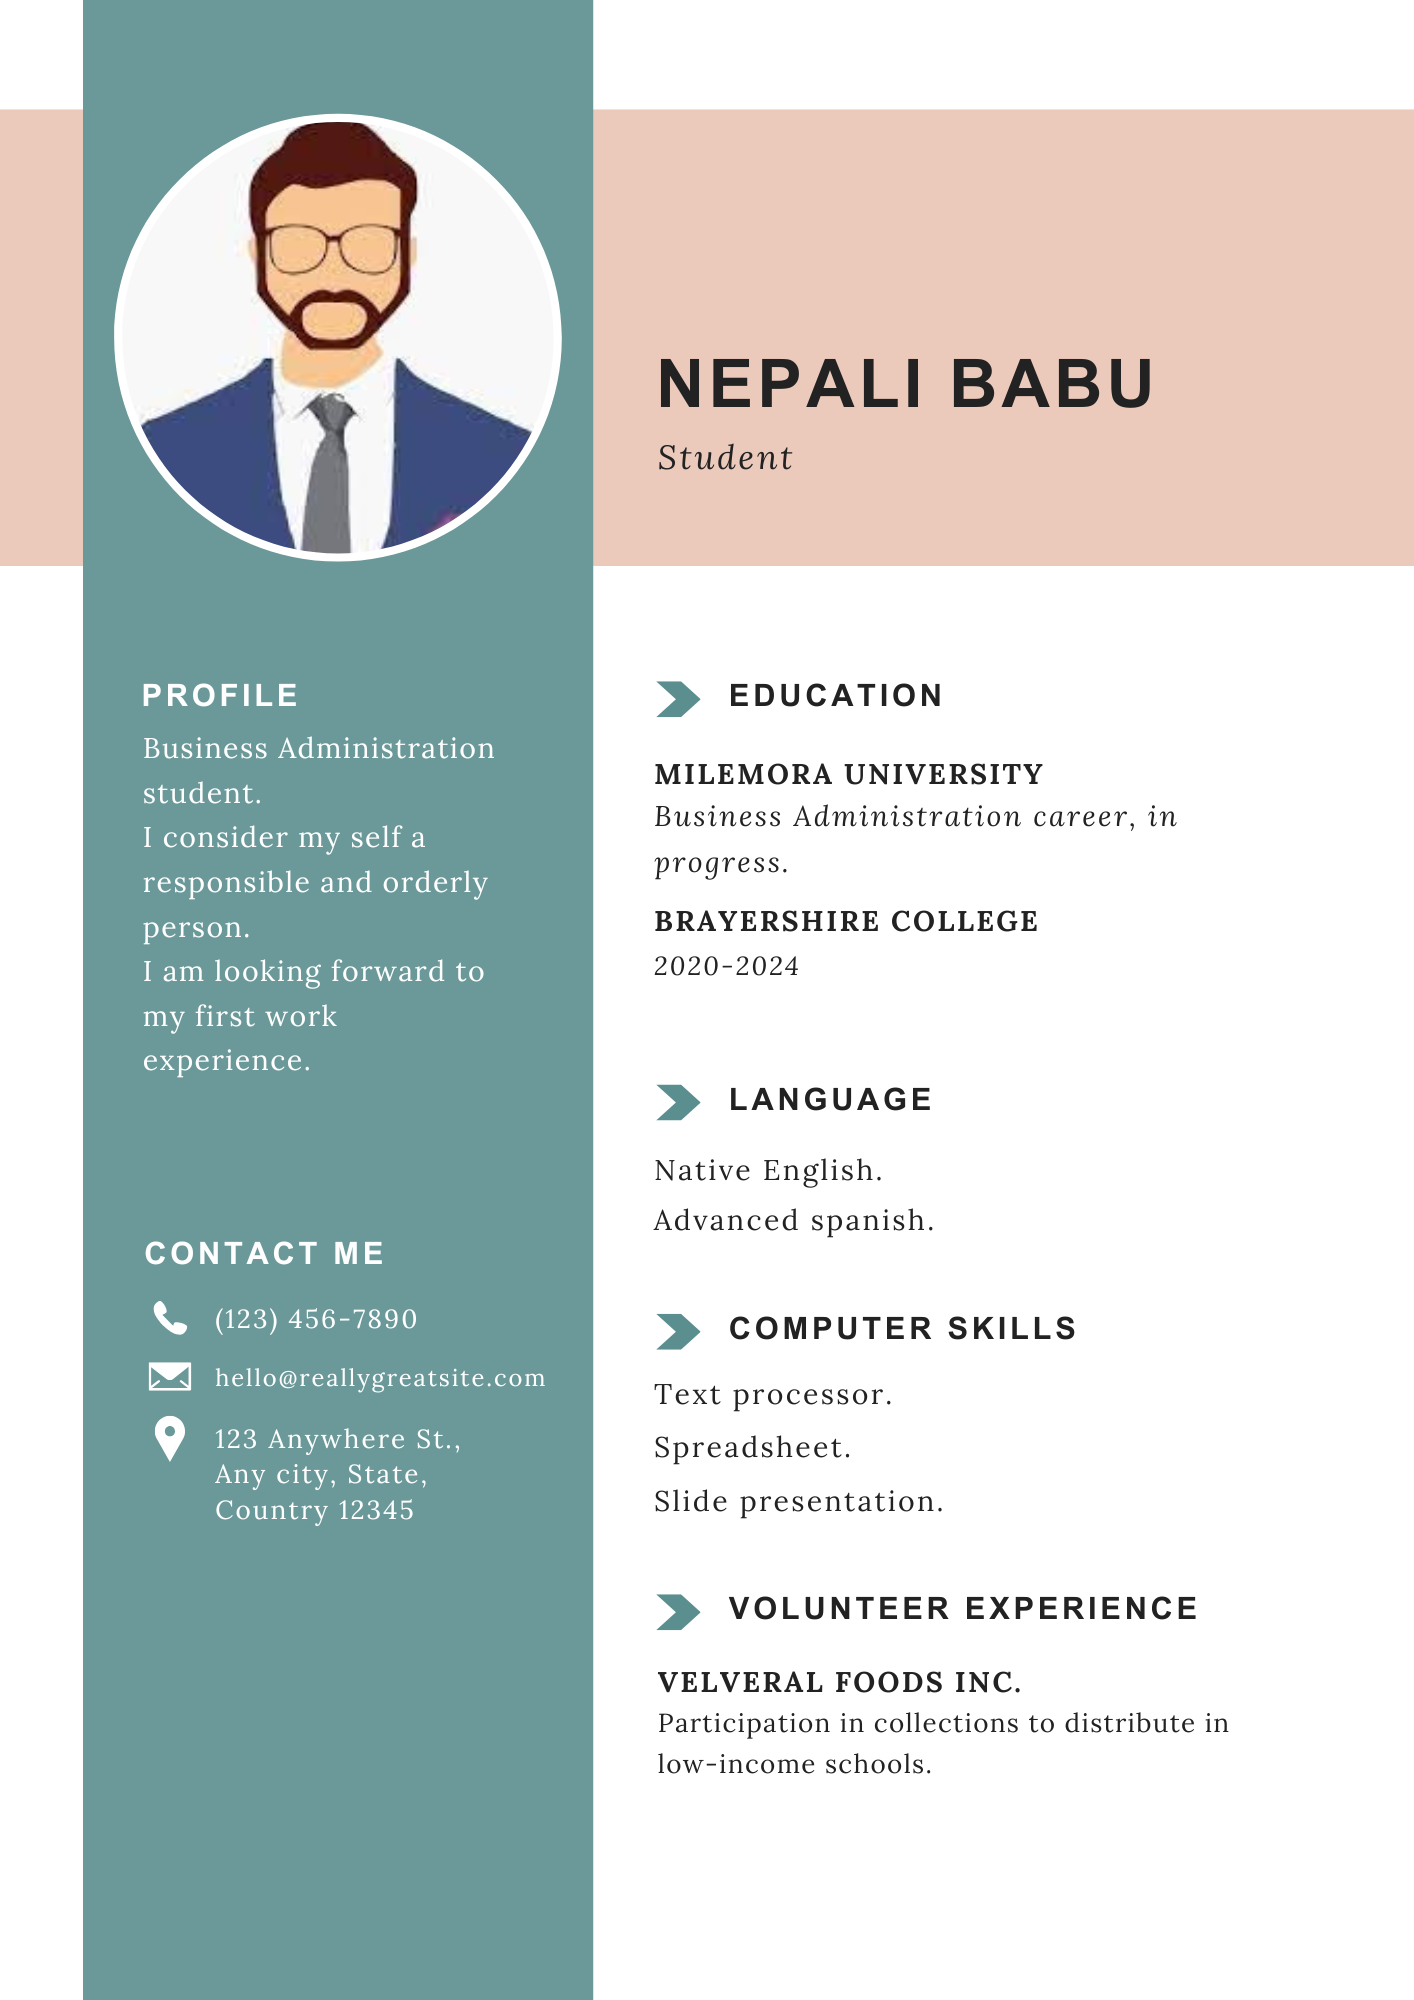 NEPALI BABU
Student
PROFILE
Business Administration
student.
I consider my self a
responsible and orderly
person.
I am looking forward to
my first work
experience.
CONTACT ME
(123) 456-7890
hello@reallygreatsite.com
123 Anywhere St.,
Any city, State,
Country 12345
EDUCATION
MILEMORA UNIVERSITY
Business Administration career, in
progress.
BRAYERSHIRE COLLEGE
2020-2024
LANGUAGE
Native English.
Advanced spanish.
COMPUTER SKILLS
Text processor.
Spreadsheet.
Slide presentation.
VOLUNTEER EXPERIENCE
VELVERAL FOODS INC.
Participation in collections to distribute in
low-income schools.